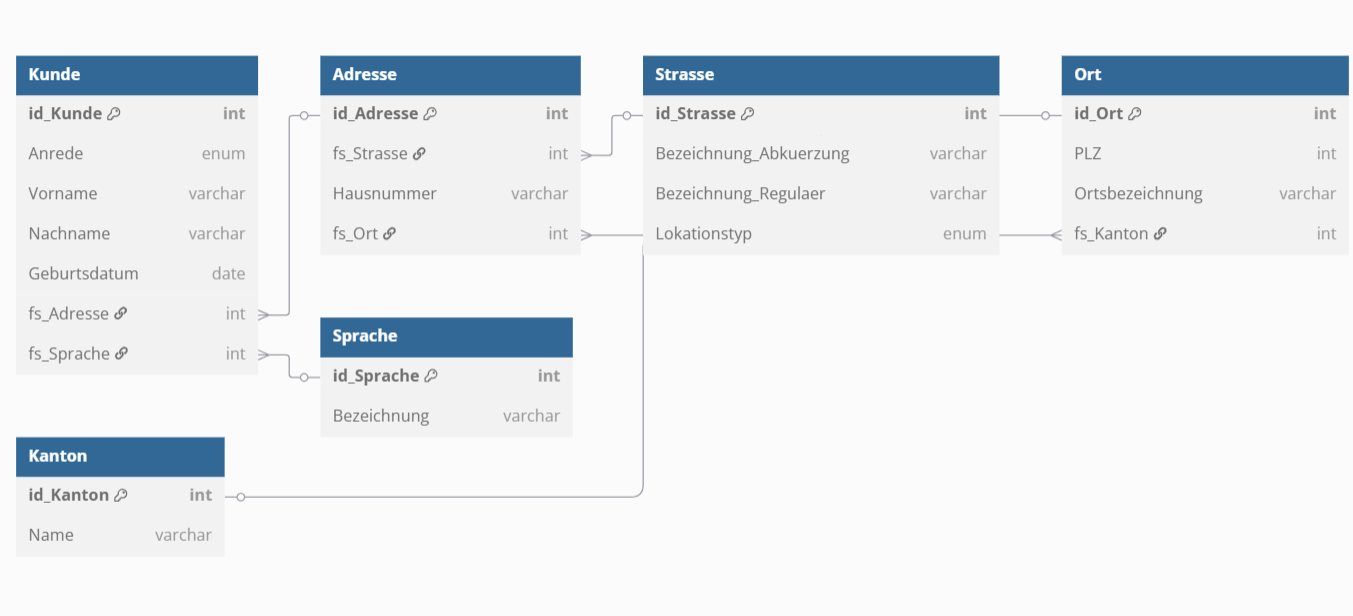 Kunde
id_Kunde int
Anrede enum
Vorname varchar
Nachname varchar
Geburtsdatum date
fs_Adresse int
fs_Sprache int
Adresse
id_Adresse int
fs_Strasse int
Hausnummer varchar
fs_Ort int
Strasse
id_Strasse int
Bezeichnung_Abkuerzung varchar
Bezeichnung_Regulaer varchar
Lokationstyp enum
Ort
id_Ort int
PLZ int
Ortsbezeichnung varchar
fs_Kanton int
Sprache
id_Sprache int
Bezeichnung varchar
Kanton
id_Kanton int
Name varchar